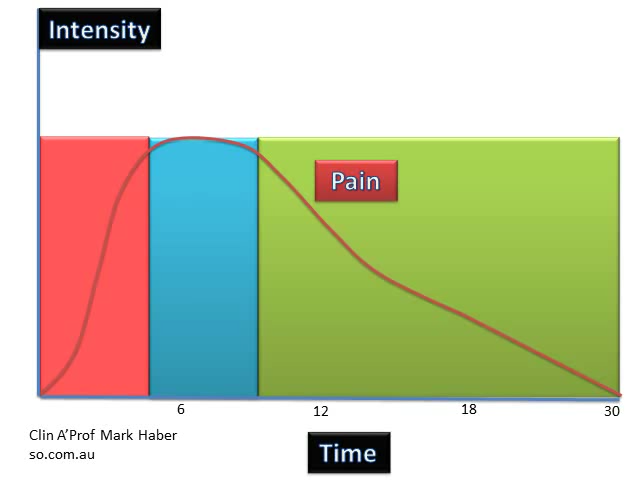 Intensity
Pain
6
12
18
30
Clin A'Prof Mark Haber
so.com.au
Time